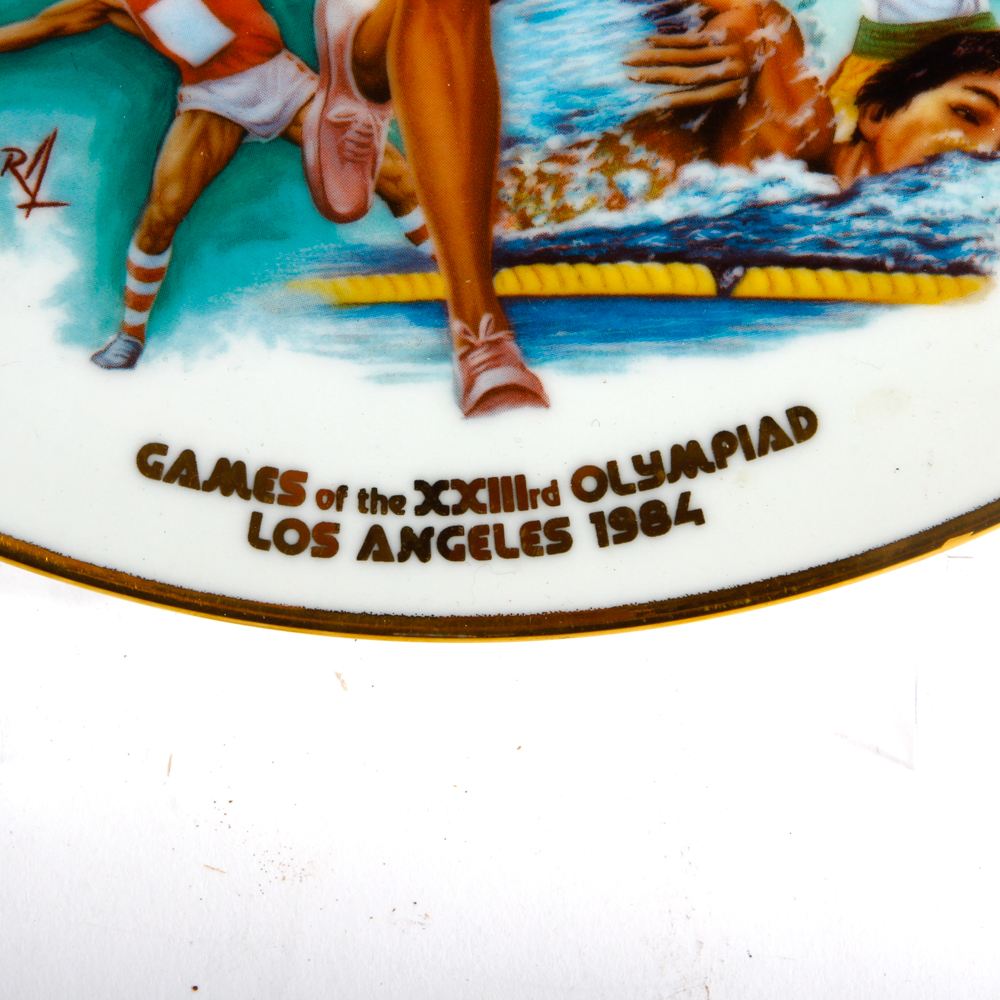 GAMES of the XXIIIrd OLYMPIAD
LOS ANGELES 1984